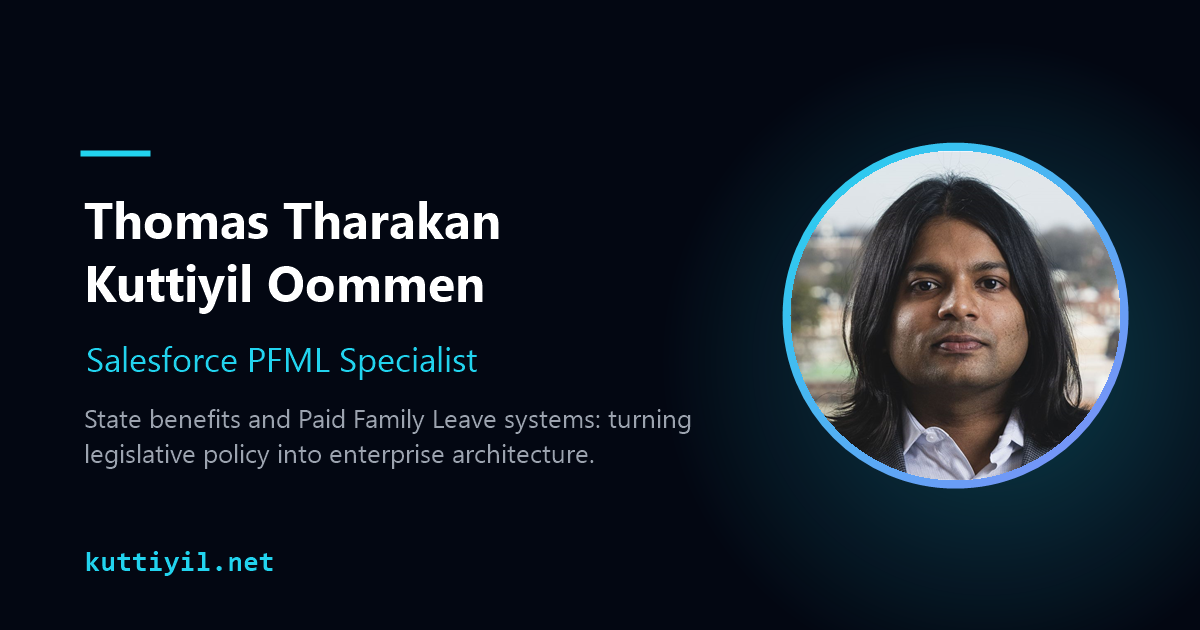 Thomas Tharakan
Kuttiyil Oommen
Salesforce PFML Specialist
State benefits and Paid Family Leave systems: turning
legislative policy into enterprise architecture.
kuttiyil.net